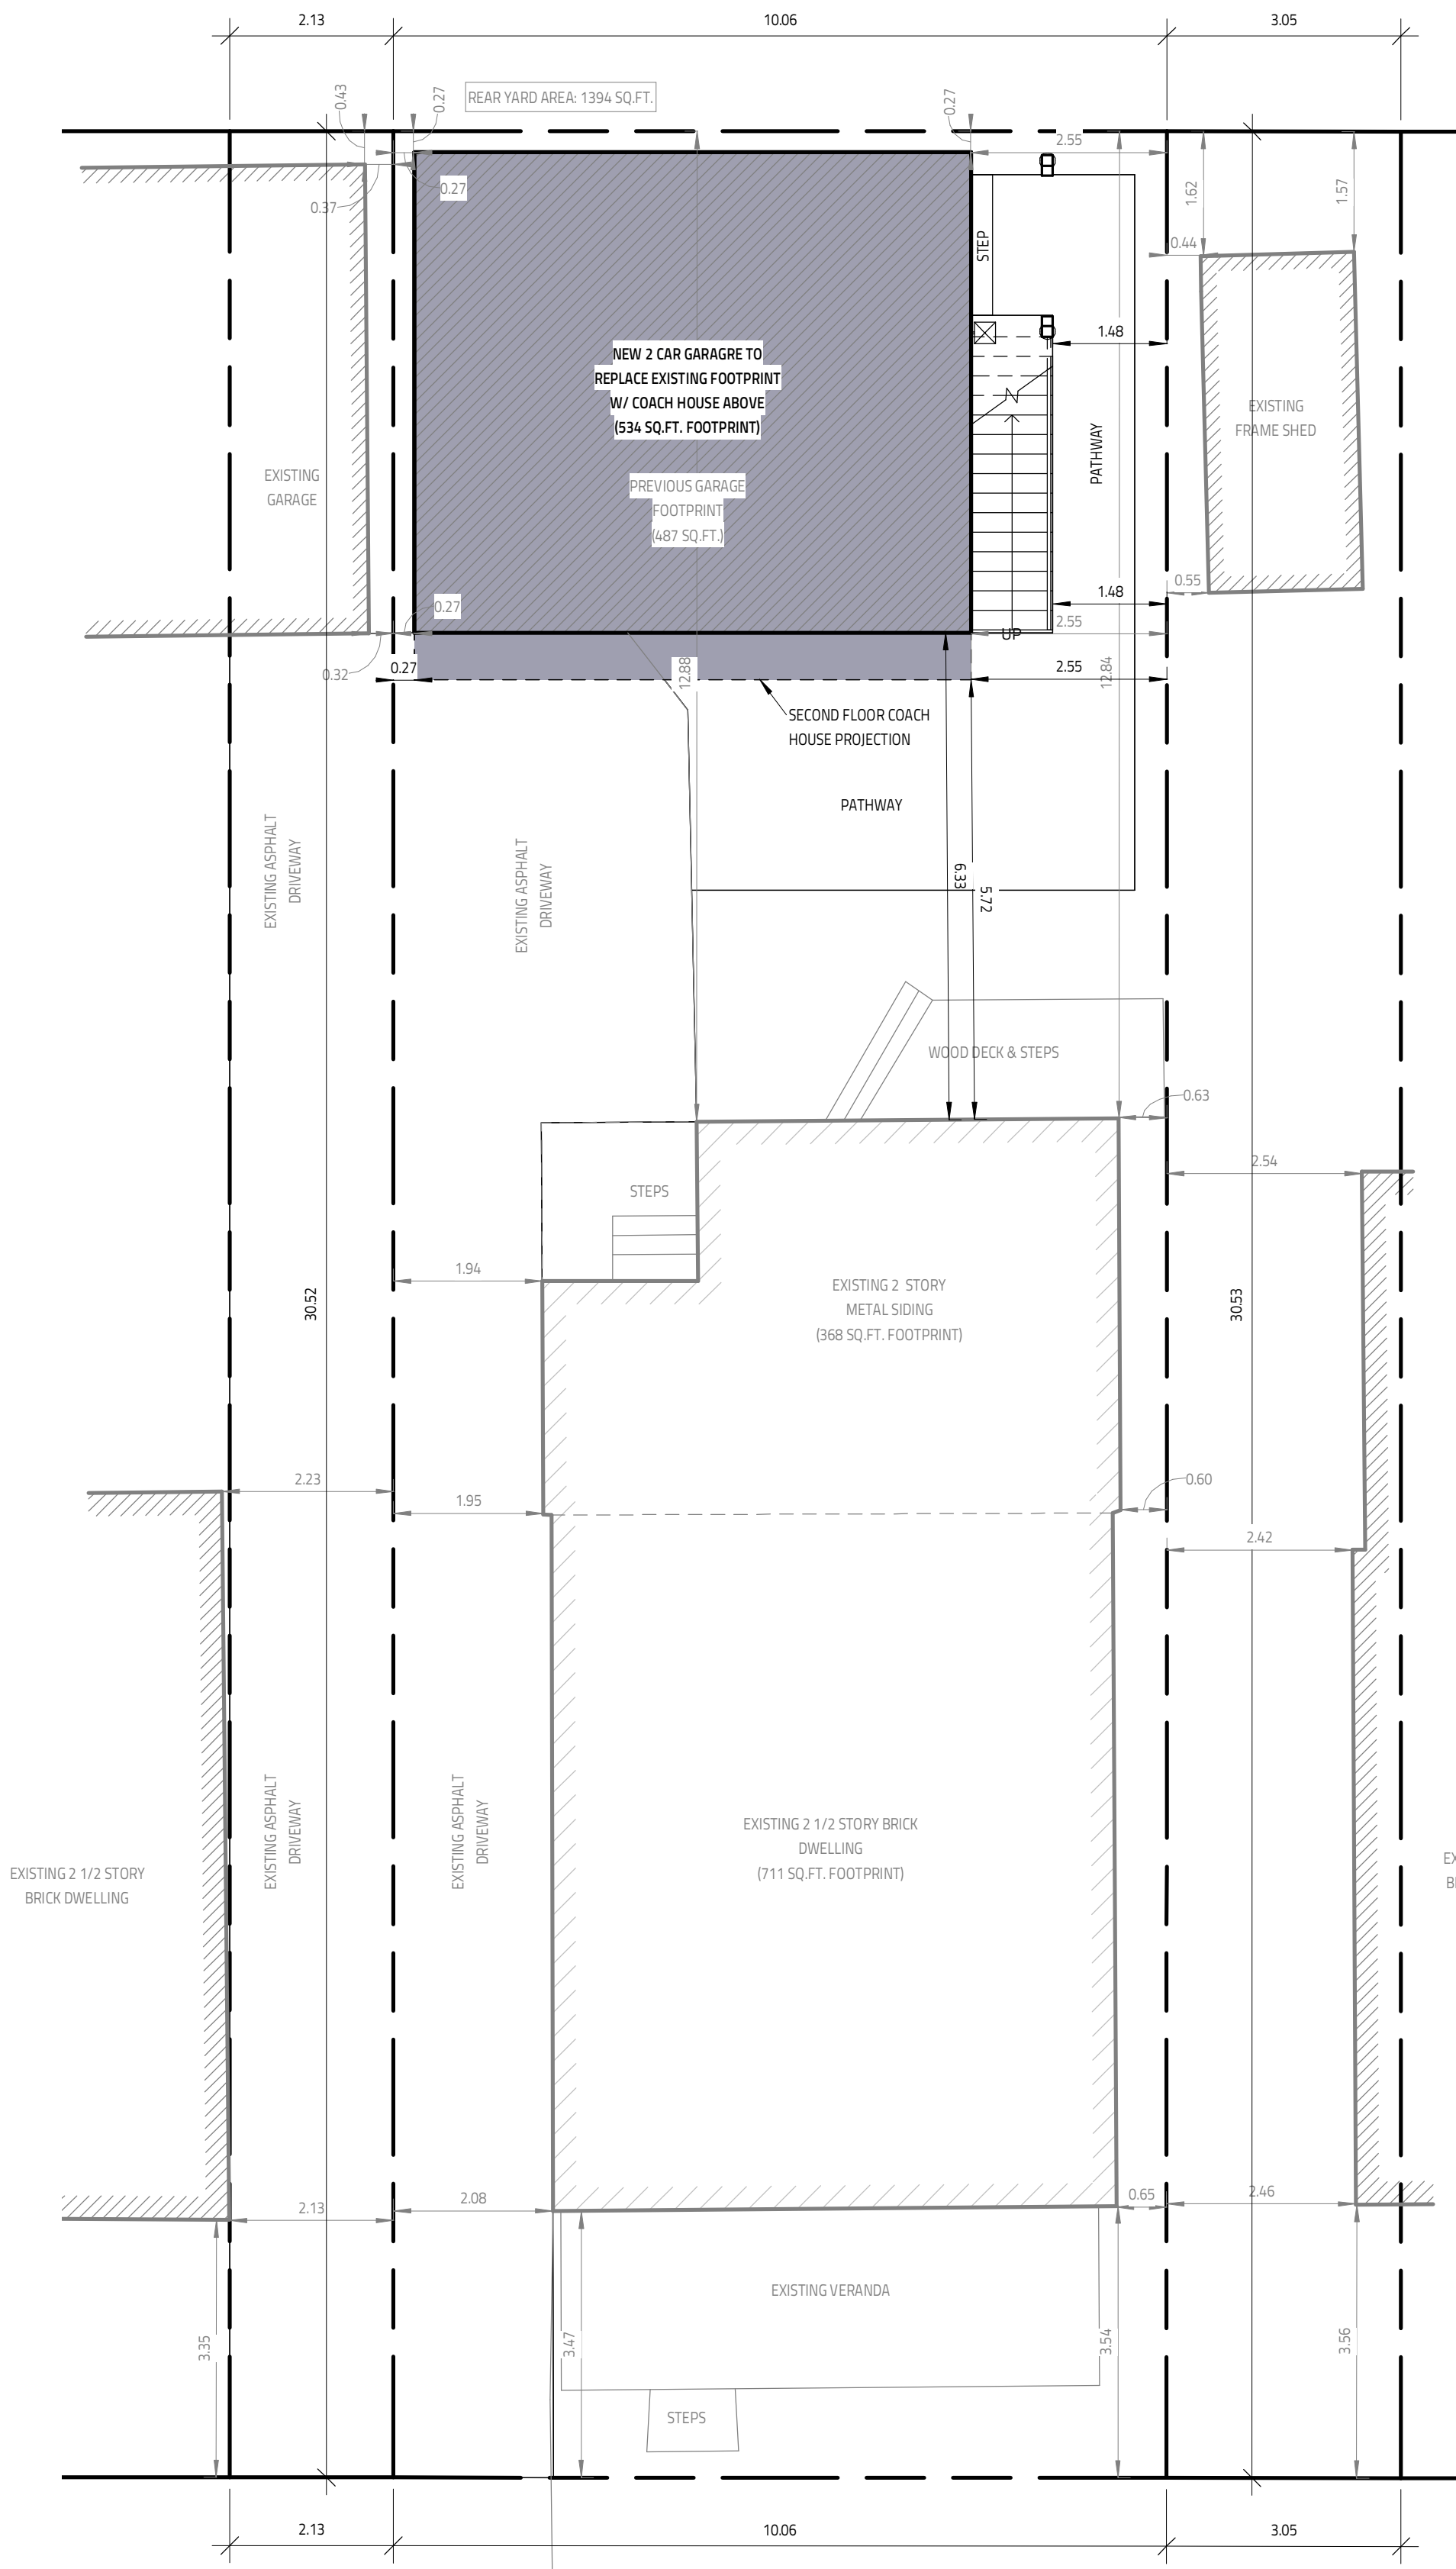 2.13
10.06
3.05
0.43
0.27
REAR YARD AREA: 1394 SQ.FT.
0.27
2.55
0.27
0.37
1.62
1.57
0.44
STEP
1.48
NEW 2 CAR GARAGRE TO
REPLACE EXISTING FOOTPRINT
W/ COACH HOUSE ABOVE
(534 SQ.FT. FOOTPRINT)
PREVIOUS GARAGE
FOOTPRINT
(487 SQ.FT.)
EXISTING
GARAGE
PATHWAY
EXISTING
FRAME SHED
0.55
1.48
0.27
2.55
UP
0.32
0.27
12.88
2.55
12.84
SECOND FLOOR COACH
HOUSE PROJECTION
PATHWAY
EXISTING ASPHALT
DRIVEWAY
EXISTING ASPHALT
DRIVEWAY
6.33
5.72
WOOD DECK & STEPS
0.63
2.54
STEPS
1.94
30.52
EXISTING 2 STORY
METAL SIDING
(368 SQ.FT. FOOTPRINT)
30.53
2.23
1.95
0.60
2.42
EXISTING 2 1/2 STORY
BRICK DWELLING
EXISTING ASPHALT
DRIVEWAY
EXISTING ASPHALT
DRIVEWAY
EXISTING 2 1/2 STORY BRICK
DWELLING
(711 SQ.FT. FOOTPRINT)
2.13
2.08
0.65
2.46
EXISTING VERANDA
3.35
3.47
3.54
3.56
STEPS
2.13
10.06
3.05